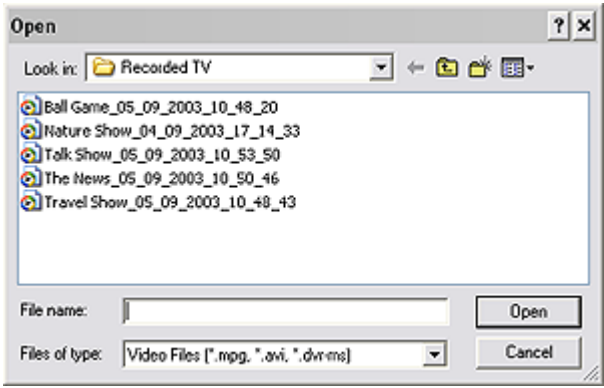 Open
Look in: Recorded TV
Ball Game_05_09_2003_10_48_20
Nature Show_04_09_2003_17_14_33
Talk Show_05_09_2003_10_53_50
The News_05_09_2003_10_50_46
Travel Show_05_09_2003_10_48_43
File name: Open
Files of type: Video Files (*.mpg, *.avi, *.dvr-ms) Cancel